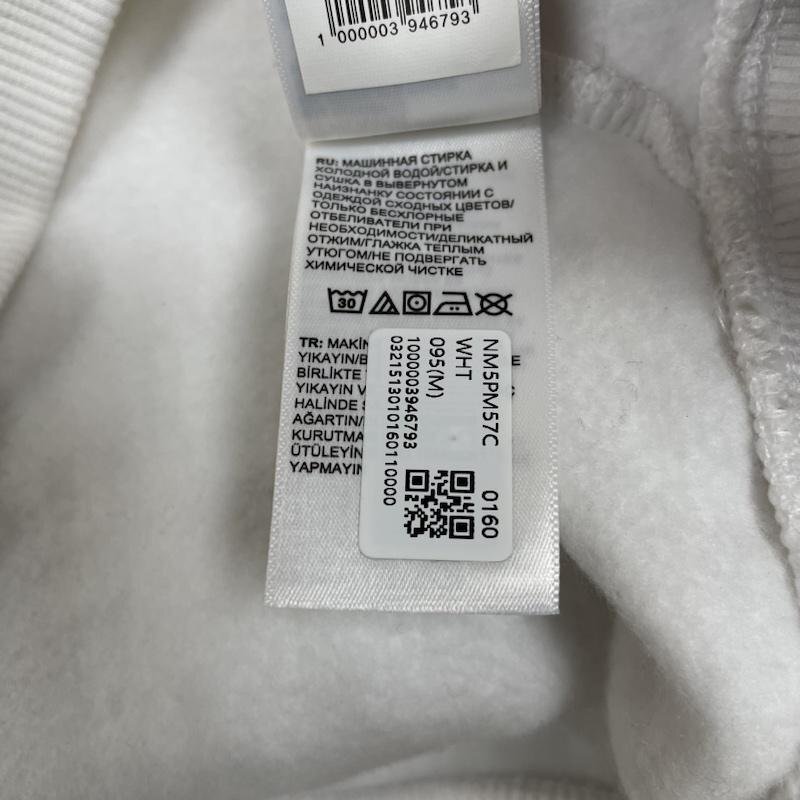 1 000003 946793
RU: МАШИННАЯ СТИРКА
ХОЛОДНОЙ ВОДОЙ/СТИРКА И
СУШКА В ВЫВЕРНУТОМ
НАИЗНАНКУ СОСТОЯНИИ С
ОДЕЖДОЙ СХОДНЫХ ЦВЕТОВ/
ТОЛЬКО БЕСХЛОРНЫЕ
ОТБЕЛИВАТЕЛИ ПРИ
НЕОБХОДИМОСТИ/ДЕЛИКАТНЫЙ
ОТЖИМ/ГЛАЖКА ТЕПЛЫМ
УТЮГОМ/НЕ ПОДВЕРГАТЬ
ХИМИЧЕСКОЙ ЧИСТКЕ
30
TR:
YIKAYIN/
BİRLİKTE
YIKAYIN
HALİNDE
AĞARTIN/
KURUTMA
ÜTÜLEYİN
YAPMAYIN
NM5PM57C 0160
WHT
095(M)
1000003946793
0321513010160110000